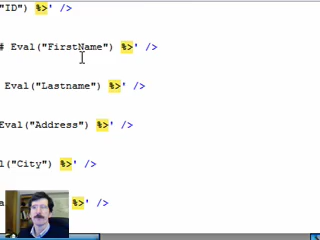 "ID") %>' />
# Eval("FirstName") %>' />
Eval("Lastname") %>' />
Eval("Address") %>' />
l("City") %>' />
%>' />